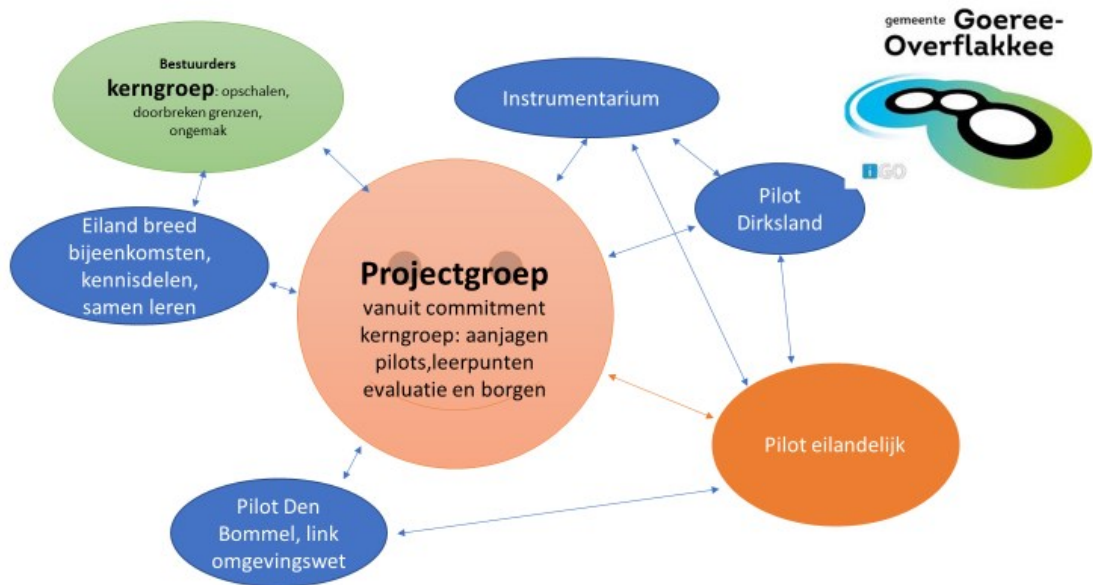 gemeente Goeree-
Overflakkee
Bestuurders
kerngroep: opschalen,
doorbreken grenzen,
ongemak
Instrumentarium
iGO
Pilot
Dirksland
Eiland breed
bijeenkomsten,
kennisdelen,
samen leren
Projectgroep
vanuit commitment
kerngroep: aanjagen
pilots,leerpunten
evaluatie en borgen
Pilot eilandelijk
Pilot Den
Bommel, link
omgevingswet